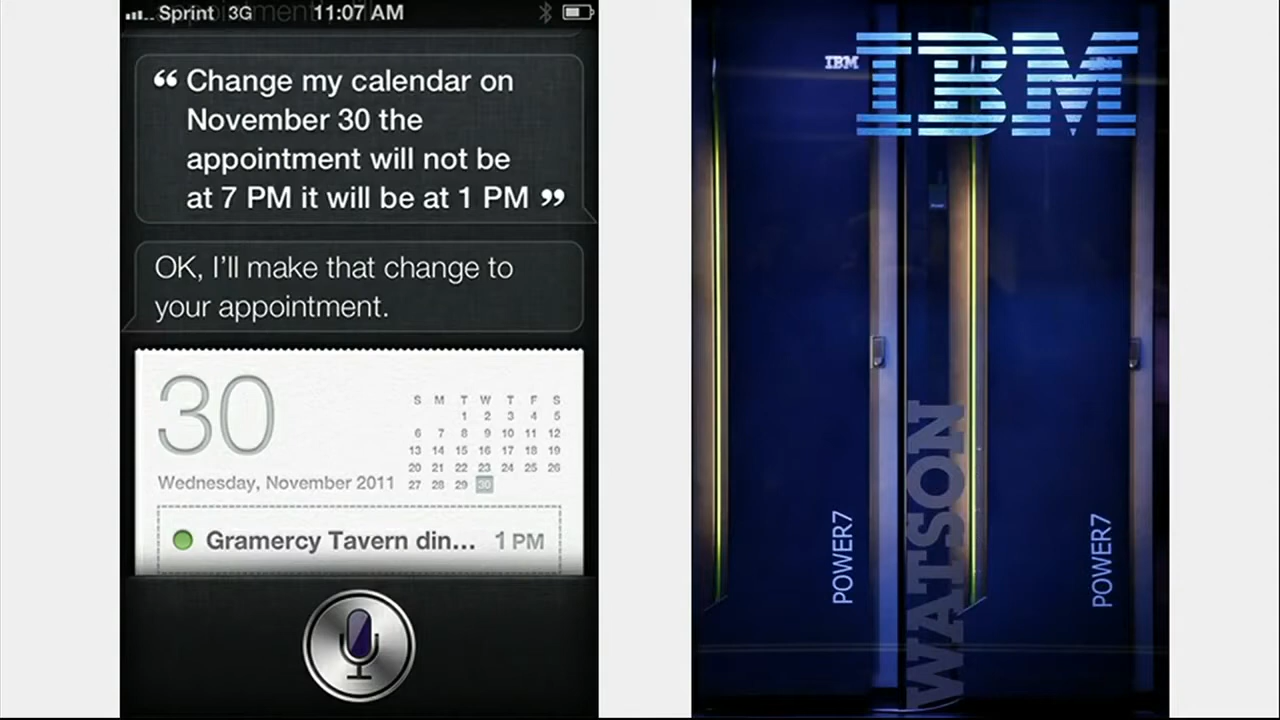 Sprint 3G 11:07 AM
“ Change my calendar on
November 30 the
appointment will not be
at 7 PM it will be at 1 PM ”
OK, I’ll make that change to
your appointment.
30
S M T W T F S
1 2 3 4 5
6 7 8 9 10 11 12
13 14 15 16 17 18 19
20 21 22 23 24 25 26
27 28 29 30
Wednesday, November 2011
Gramercy Tavern din... 1 PM
IBM
IBM
POWER7
WATSON
POWER7